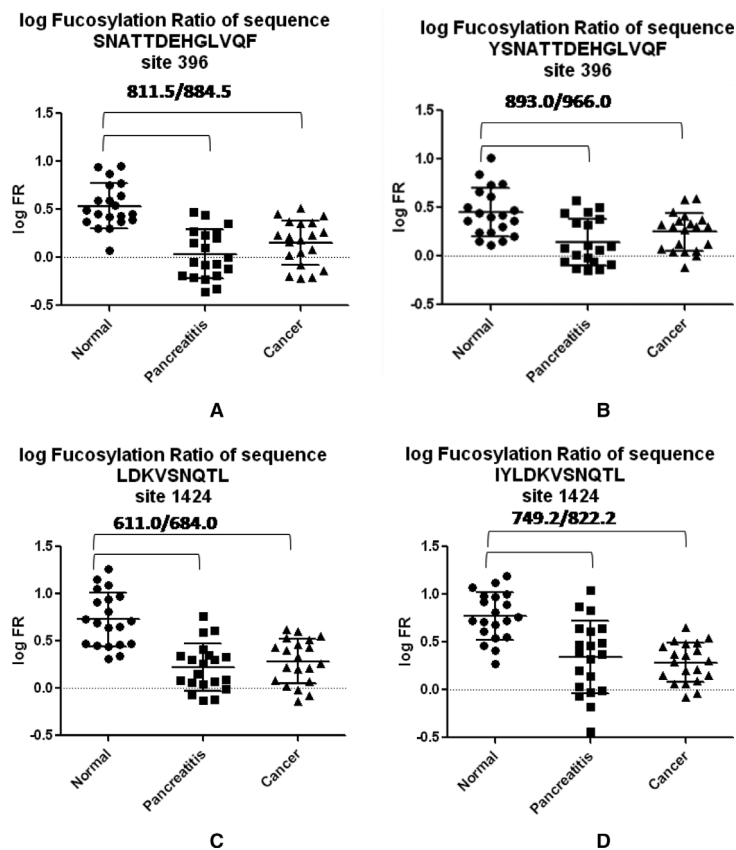 log Fucosylation Ratio of sequence
SNATTDEHGLVQF
site 396
811.5/884.5
1.5
1.0
0.5
0.0
-0.5
log FR
Normal
Pancreatitis
Cancer
A
log Fucosylation Ratio of sequence
YSNATTDEHGLVQF
site 396
893.0/966.0
1.5
1.0
0.5
0.0
-0.5
log FR
Normal
Pancreatitis
Cancer
B
log Fucosylation Ratio of sequence
LDKVSNQTL
site 1424
611.0/684.0
1.5
1.0
0.5
0.0
-0.5
log FR
Normal
Pancreatitis
Cancer
C
log Fucosylation Ratio of sequence
IYLDKVSNQTL
site 1424
749.2/822.2
1.5
1.0
0.5
0.0
-0.5
log FR
Normal
Pancreatitis
Cancer
D